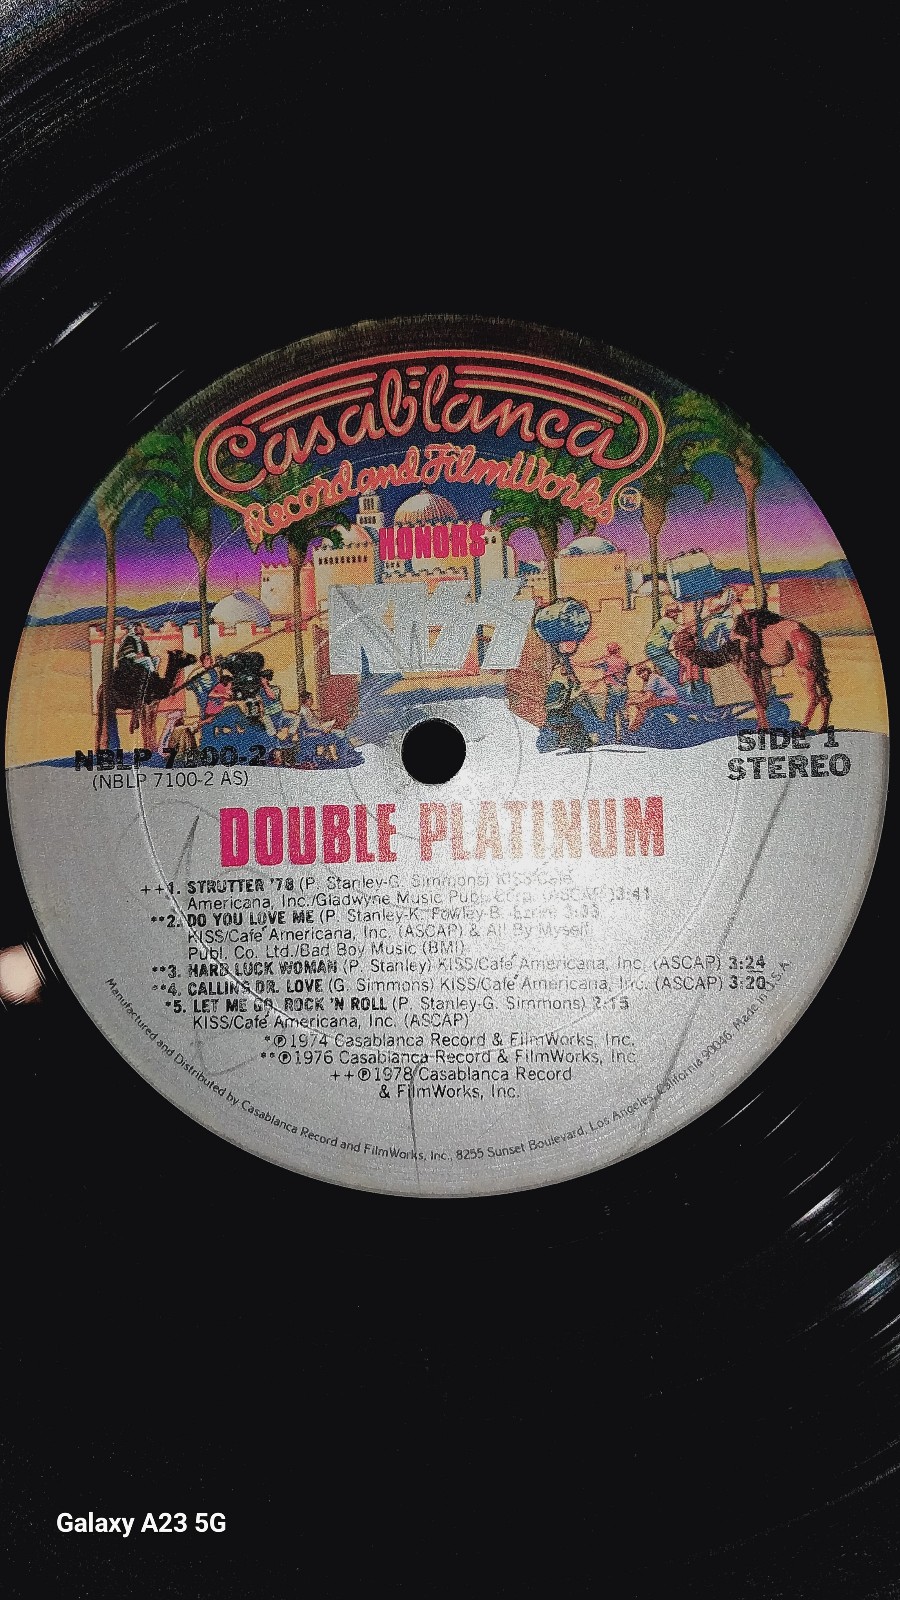 Casablanca
Record and FilmWorks
TM
HONORS
KISS
NBLP 7100-2
(NBLP 7100-2 AS)
SIDE 1
STEREO
DOUBLE PLATINUM
++1. STRUTTER '78 (P. Stanley-G. Simmons) KISS/Café
Americana, Inc./Gladwyne Music Publ. Corp. (ASCAP) 3:41
**2. DO YOU LOVE ME (P. Stanley-K. Fowley-B. Ezrin) 3:33
KISS/Café Americana, Inc. (ASCAP) & All By Myself
Publ. Co. Ltd./Bad Boy Music (BMI)
**3. HARD LUCK WOMAN (P. Stanley) KISS/Café Americana, Inc. (ASCAP) 3:24
**4. CALLING DR. LOVE (G. Simmons) KISS/Café Americana, Inc. (ASCAP) 3:20
*5. LET ME GO, ROCK 'N ROLL (P. Stanley-G. Simmons) 2:15
KISS/Café Americana, Inc. (ASCAP)
*℗1974 Casablanca Record & FilmWorks, Inc.
**℗1976 Casablanca Record & FilmWorks, Inc
++℗1978 Casablanca Record
& FilmWorks, Inc.
Manufactured and Distributed by Casablanca Record and FilmWorks, Inc., 8255 Sunset Boulevard, Los Angeles, California 90046. Made in U.S.A.
Galaxy A23 5G